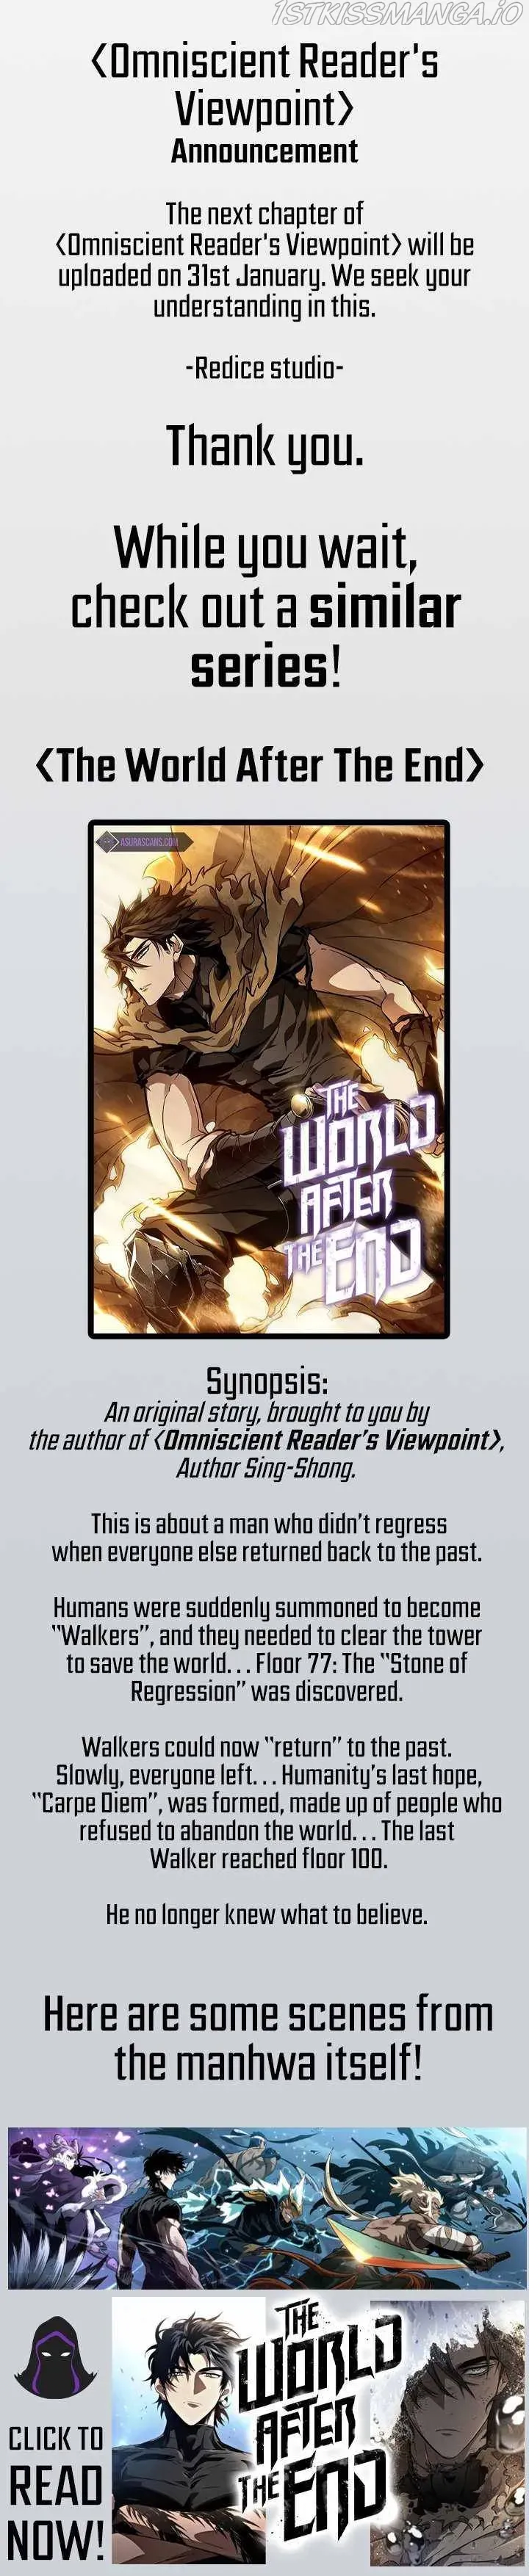 1STKISSMANGA.iO
<Omniscient Reader's
Viewpoint>
Announcement
The next chapter of
<Omniscient Reader's Viewpoint> will be
uploaded on 31st January. We seek your
understanding in this.
-Redice studio-
Thank you.
While you wait,
check out a similar
series!
<The World After The End>
ASURASCANS.COM
THE
WORLD
AFTER
THE END
Synopsis:
An original story, brought to you by
the author of <Omniscient Reader's Viewpoint>,
Author Sing-Shong.
This is about a man who didn't regress
when everyone else returned back to the past.
Humans were suddenly summoned to become
"Walkers", and they needed to clear the tower
to save the world... Floor 77: The "Stone of
Regression" was discovered.
Walkers could now "return" to the past.
Slowly, everyone left... Humanity's last hope,
"Carpe Diem", was formed, made up of people who
refused to abandon the world... The last
Walker reached floor 100.
He no longer knew what to believe.
Here are some scenes from
the manhwa itself!
CLICK TO
READ
NOW!
THE
WORLD
AFTER
THE END